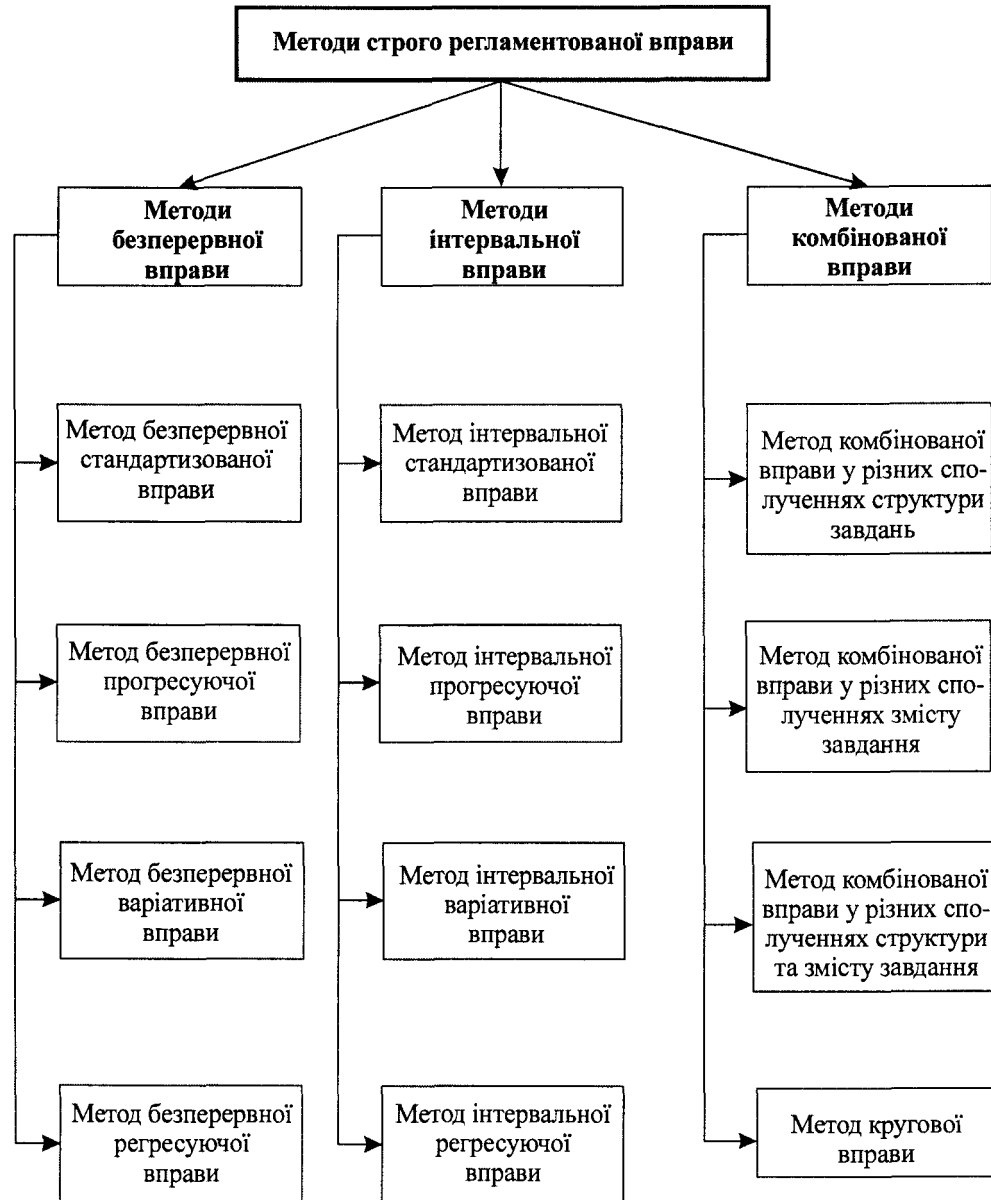 Методи строго регламентованої вправи
Методи
безперервної
вправи
Метод безперервної
стандартизованої
вправи
Метод безперервної
прогресуючої
вправи
Метод безперервної
варіативної
вправи
Метод безперервної
регресуючої
вправи
Методи
інтервальної
вправи
Метод інтервальної
стандартизованої
вправи
Метод інтервальної
прогресуючої
вправи
Метод інтервальної
варіативної
вправи
Метод інтервальної
регресуючої
вправи
Методи
комбінованої
вправи
Метод комбінованої
вправи у різних спо-
лученнях структури
завдань
Метод комбінованої
вправи у різних спо-
лученнях змісту
завдання
Метод комбінованої
вправи у різних спо-
лученнях структури
та змісту завдання
Метод кругової
вправи